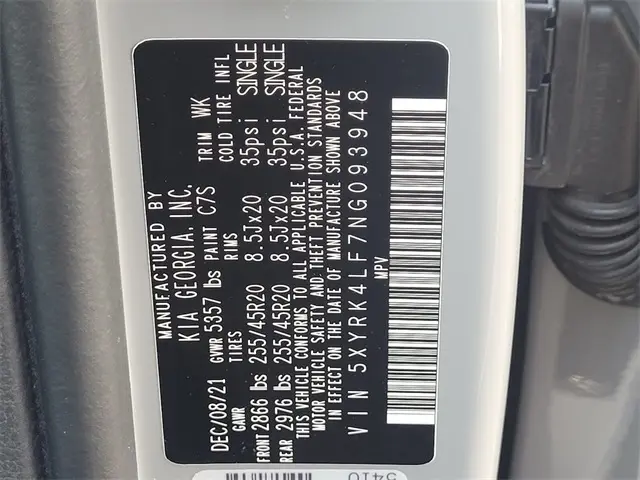 MANUFACTURED BY
KIA GEORGIA, INC.
DEC/08/21 GVWR 5357 lbs PAINT C7S TRIM WK
GAWR TIRES RIMS COLD TIRE INFL
FRONT 2866 lbs 255/45R20 8.5Jx20 35psi SINGLE
REAR 2976 lbs 255/45R20 8.5Jx20 35psi SINGLE
THIS VEHICLE CONFORMS TO ALL APPLICABLE U.S.A. FEDERAL
MOTOR VEHICLE SAFETY AND THEFT PREVENTION STANDARDS
IN EFFECT ON THE DATE OF MANUFACTURE SHOWN ABOVE
VIN 5XYRK4LF7NG093948
MPV
5410